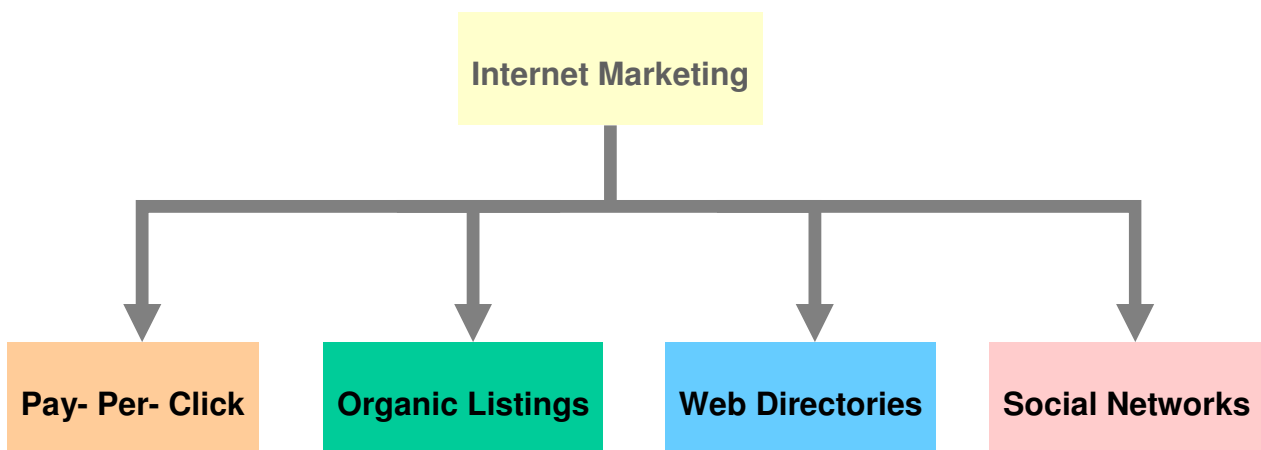 Internet Marketing
Pay- Per- Click
Organic Listings
Web Directories
Social Networks